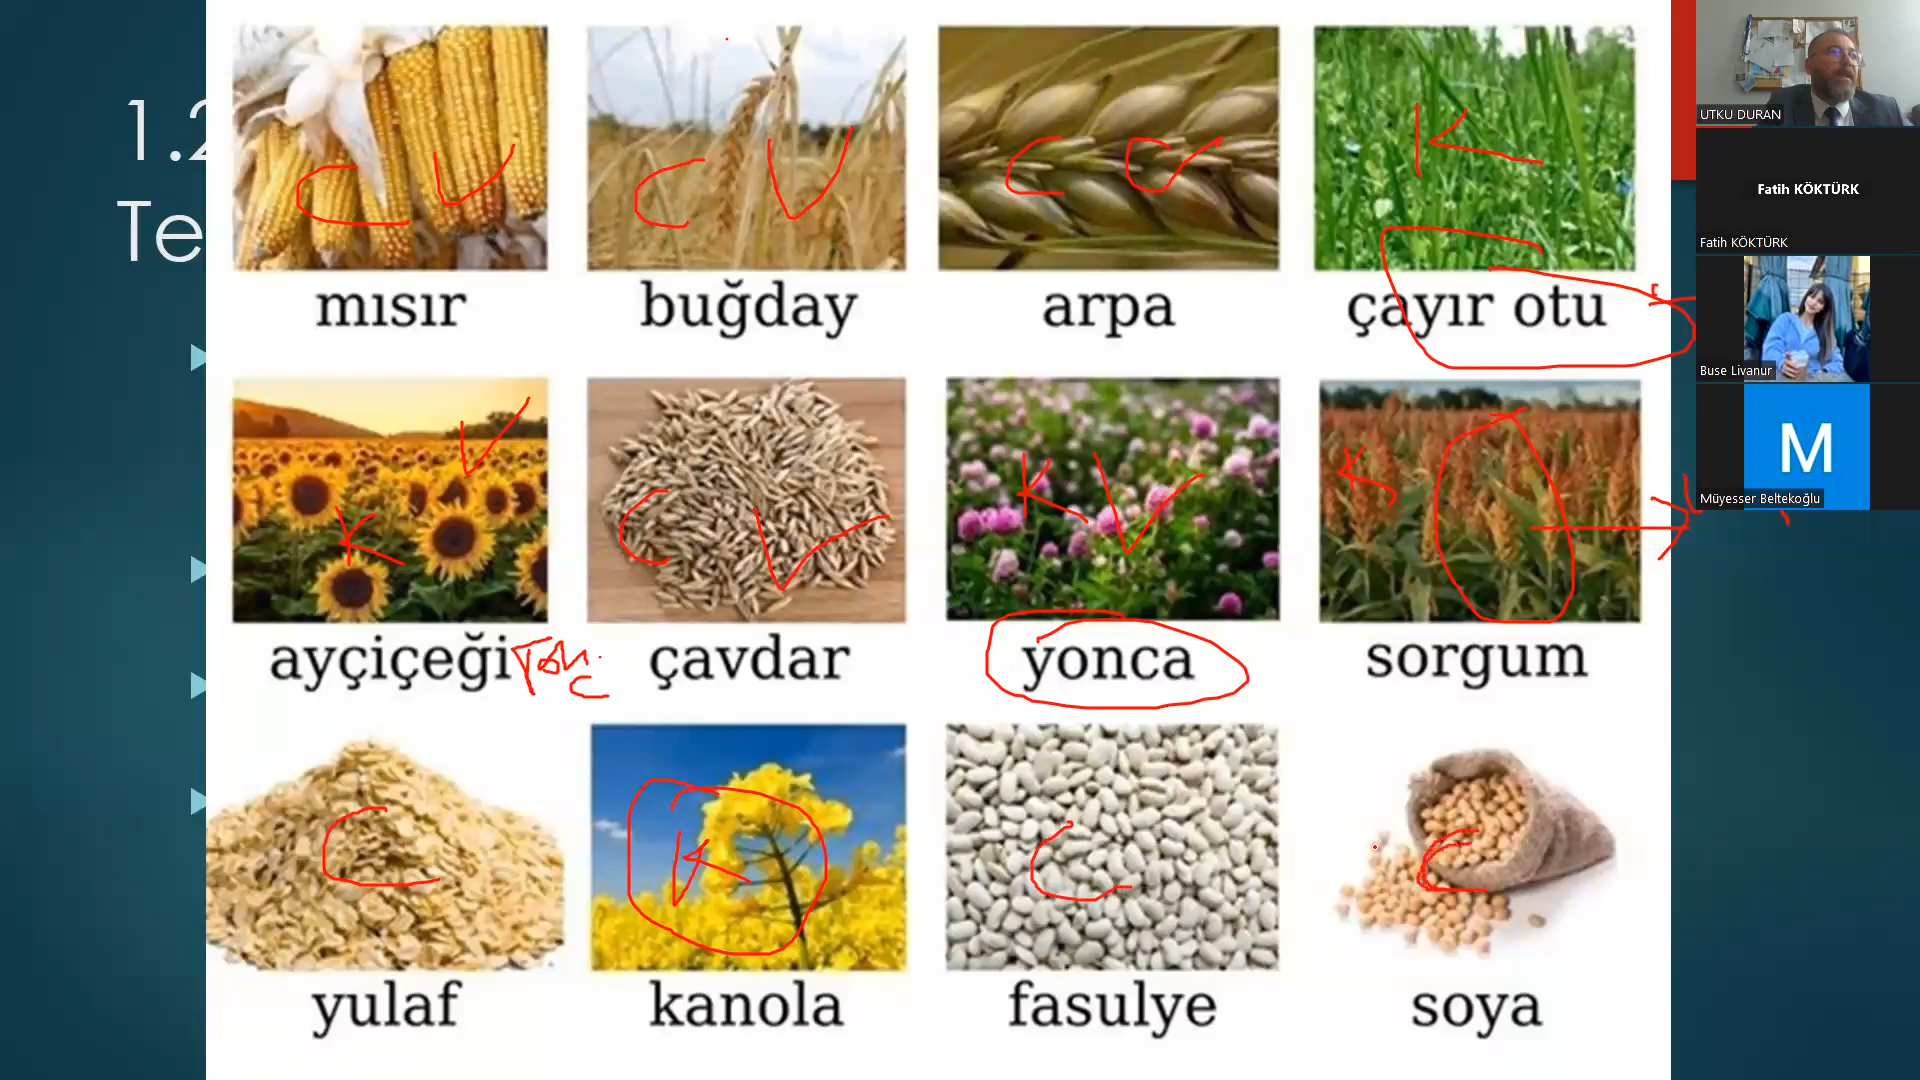 1.2
Te
mısır
buğday
arpa
çayır otu
C
C
C
K
ayçiçeği
çavdar
yonca
sorgum
K
C
K
K
yulaf
kanola
fasulye
soya
C
K
C
C
UTKU DURAN
Fatih KÖKTÜRK
Fatih KÖKTÜRK
Buse Livanur
M
Müyesser Beltekoğlu